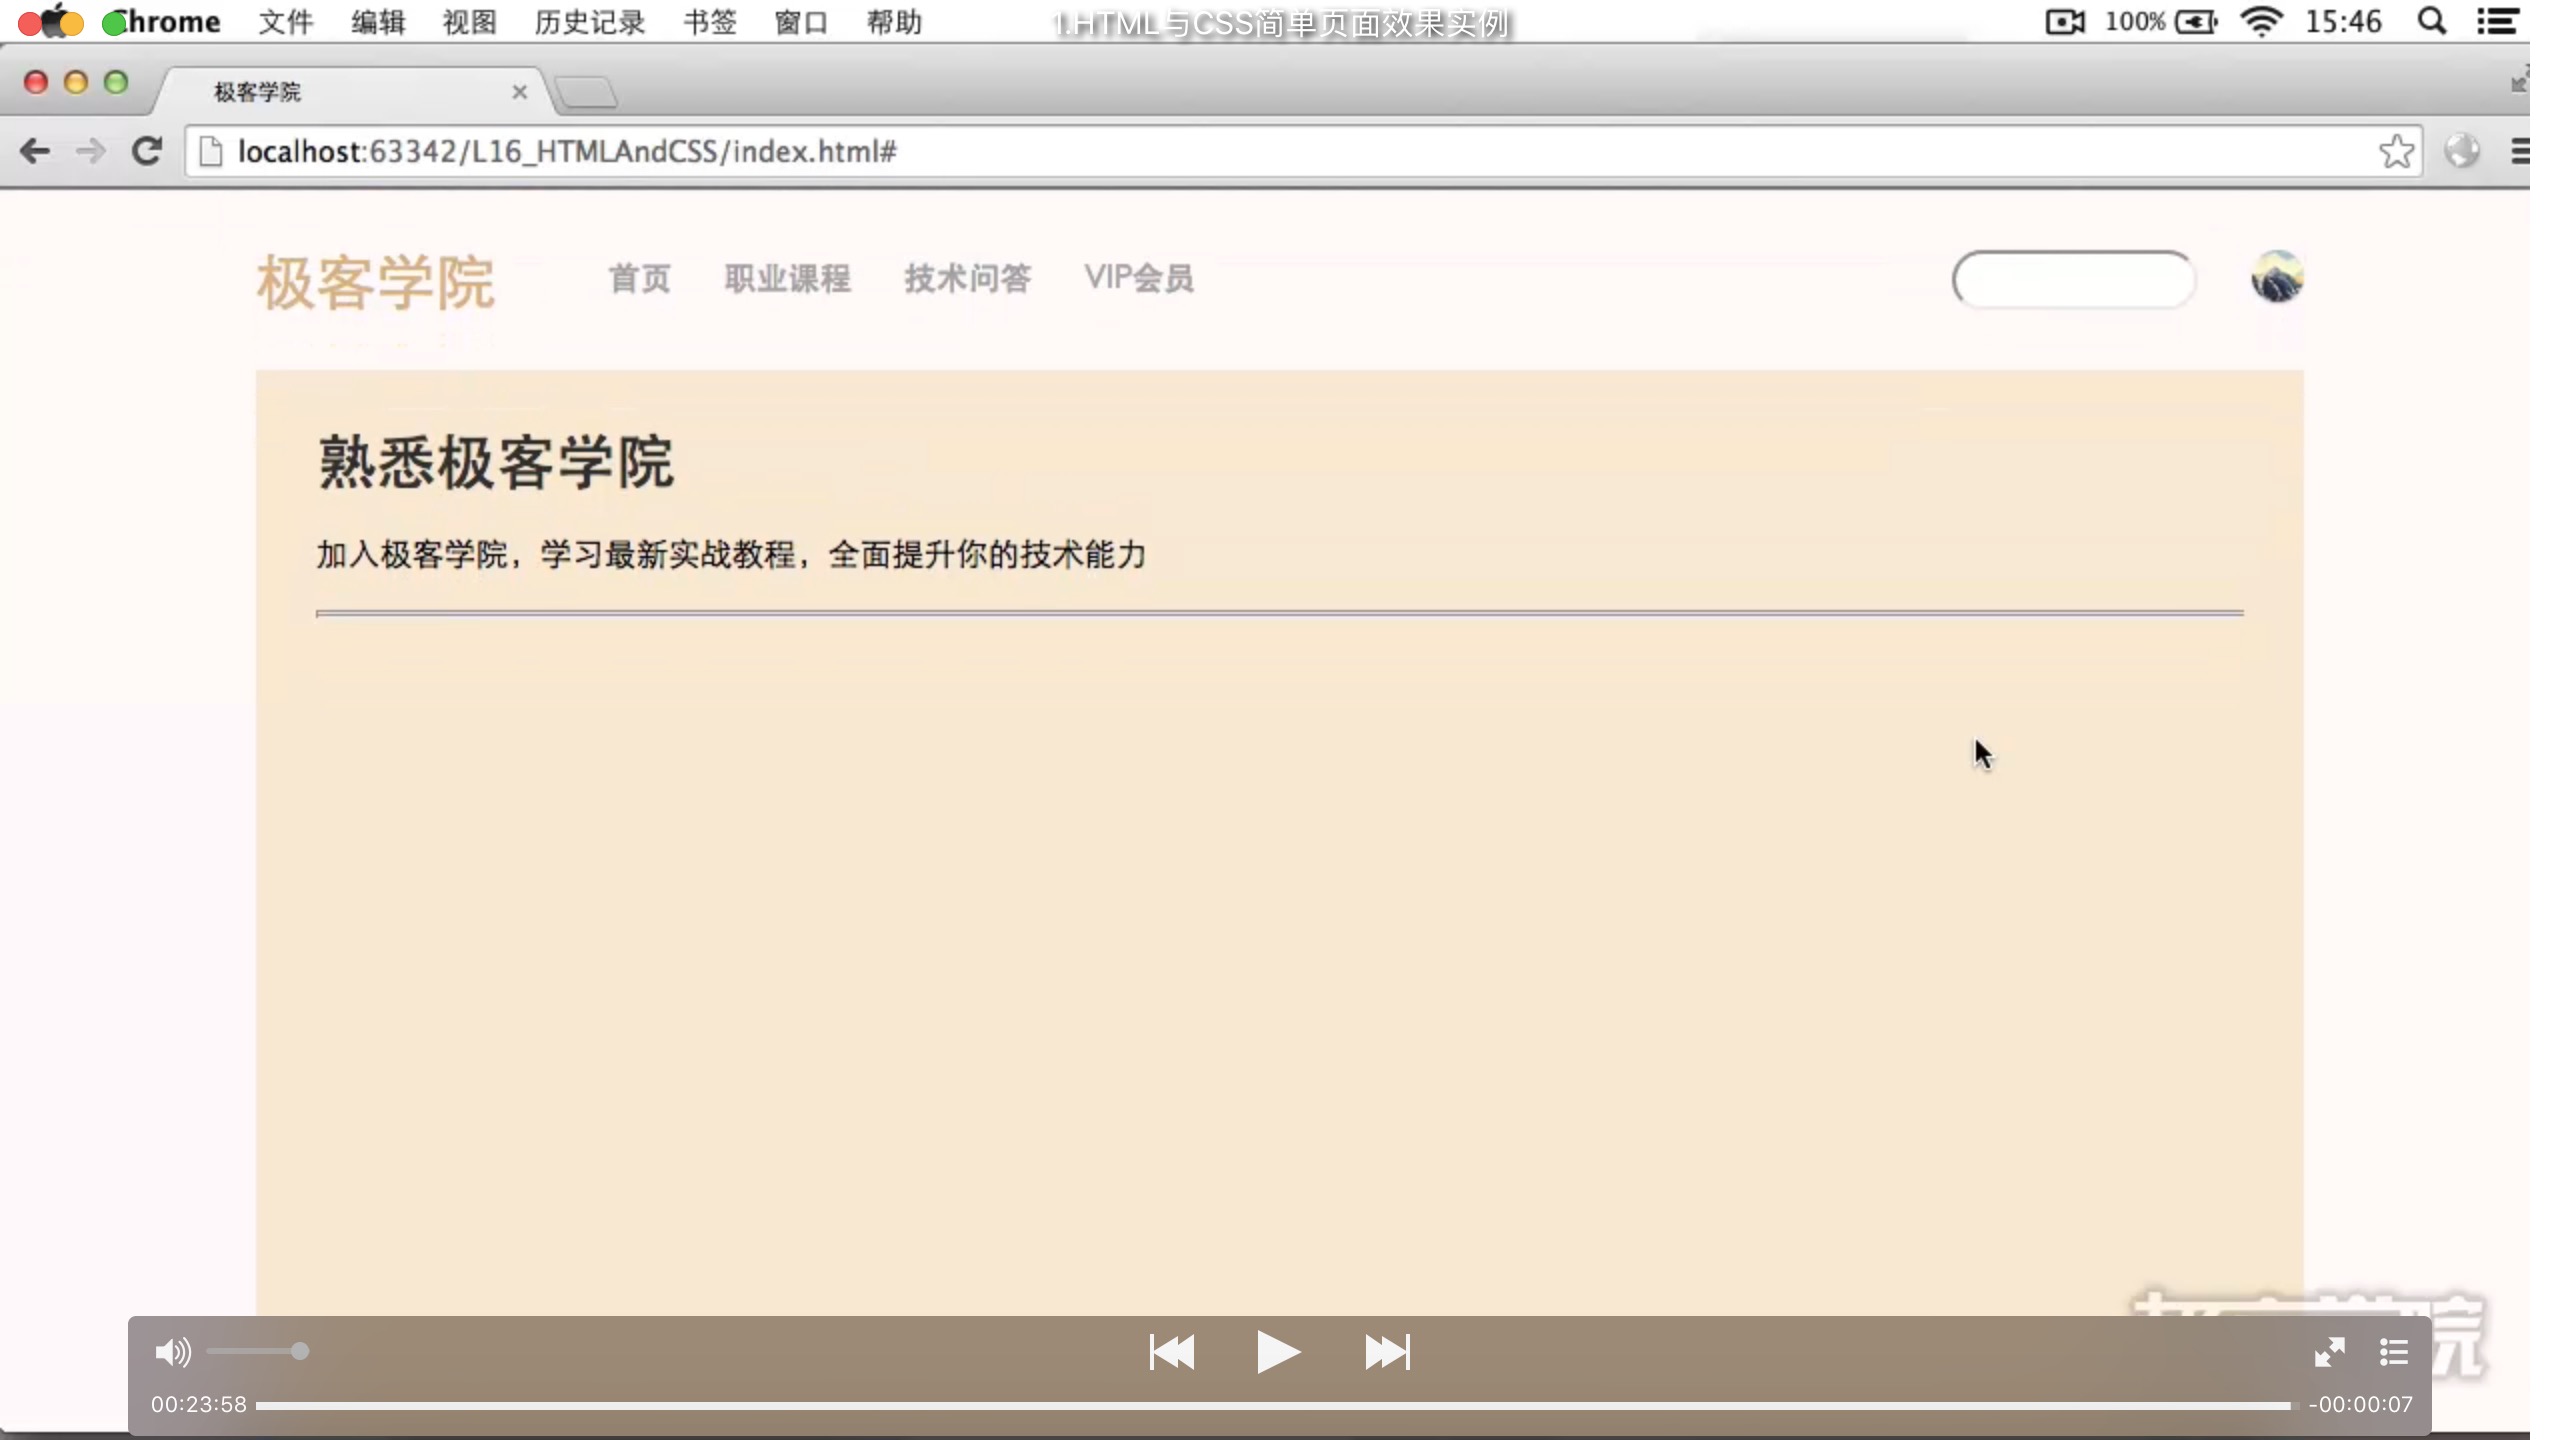 Chrome 文件 编辑 视图 历史记录 书签 窗口 帮助 1.HTML与CSS简单页面效果实例 100% 15:46
极客学院
localhost:63342/L16_HTMLAndCSS/index.html#
极客学院 首页 职业课程 技术问答 VIP会员
熟悉极客学院
加入极客学院，学习最新实战教程，全面提升你的技术能力
00:23:58 -00:00:07